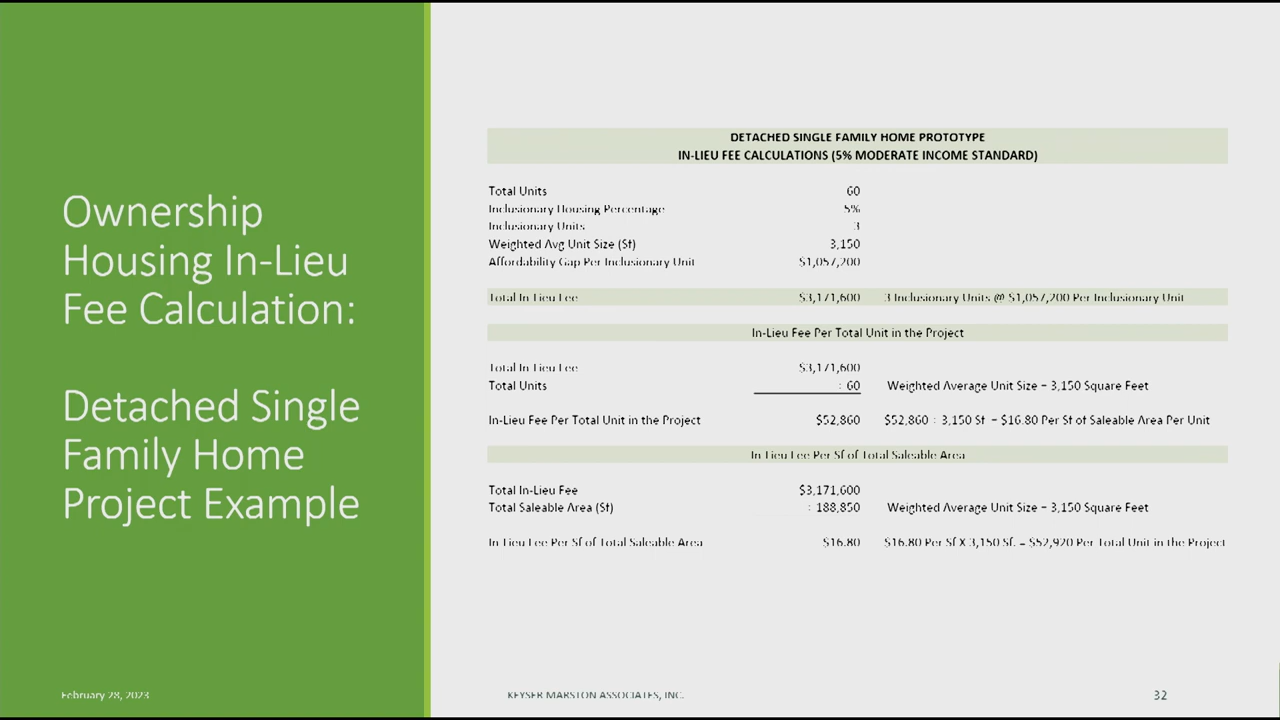 Ownership
Housing In-Lieu
Fee Calculation:
Detached Single
Family Home
Project Example
DETACHED SINGLE FAMILY HOME PROTOTYPE
IN-LIEU FEE CALCULATIONS (5% MODERATE INCOME STANDARD)
Total Units 60
Inclusionary Housing Percentage 5%
Inclusionary Units 3
Weighted Avg Unit Size (Sf) 3,150
Affordability Gap Per Inclusionary Unit $1,057,200
Total In-Lieu Fee $3,171,600 3 Inclusionary Units @ $1,057,200 Per Inclusionary Unit
In-Lieu Fee Per Total Unit in the Project
Total In-Lieu Fee $3,171,600
Total Units ÷ 60 Weighted Average Unit Size = 3,150 Square Feet
In-Lieu Fee Per Total Unit in the Project $52,860 $52,860 ÷ 3,150 Sf = $16.80 Per Sf of Saleable Area Per Unit
In-Lieu Fee Per Sf of Total Saleable Area
Total In-Lieu Fee $3,171,600
Total Saleable Area (Sf) ÷ 188,850 Weighted Average Unit Size = 3,150 Square Feet
In-Lieu Fee Per Sf of Total Saleable Area $16.80 $16.80 Per Sf X 3,150 Sf. = $52,920 Per Total Unit in the Project
February 28, 2023 KEYSER MARSTON ASSOCIATES, INC. 32